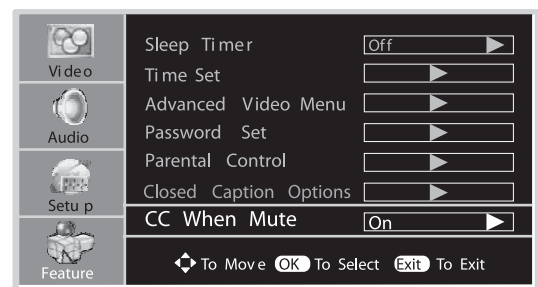 Video
Audio
Setup
Feature
Sleep Timer Off
Time Set
Advanced Video Menu
Password Set
Parental Control
Closed Caption Options
CC When Mute On
To Move OK To Select Exit To Exit